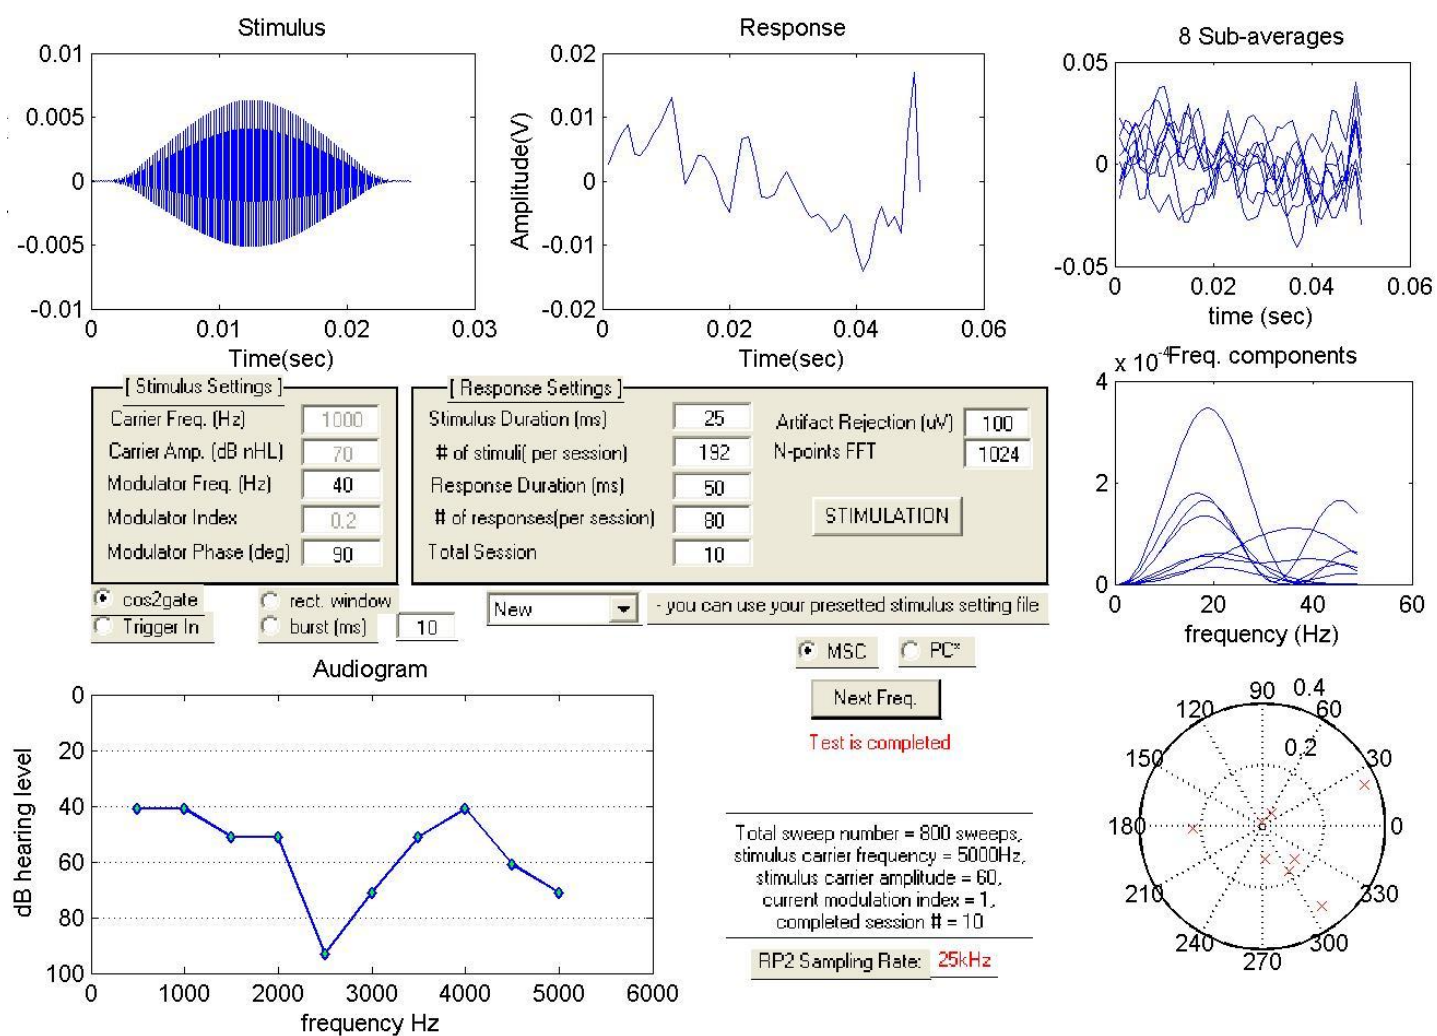 Stimulus
0.01
0.005
0
-0.005
-0.01
0 0.01 0.02 0.03
Time(sec)
Response
Amplitude(V)
0.02
0.01
0
-0.01
-0.02
0 0.02 0.04 0.06
Time(sec)
8 Sub-averages
0.05
0
-0.05
0 0.02 0.04 0.06
time (sec)
[ Stimulus Settings ]
Carrier Freq. (Hz) 1000
Carrier Amp. (dB nHL) 70
Modulator Freq. (Hz) 40
Modulator Index 0.2
Modulator Phase (deg) 90
[ Response Settings ]
Stimulus Duration (ms) 25
# of stimuli( per session) 192
Response Duration (ms) 50
# of responses(per session) 80
Total Session 10
Artifact Rejection (uV) 100
N-points FFT 1024
STIMULATION
x 10-4
Freq. components
4
2
0
0 20 40 60
frequency (Hz)
cos2gate rect. window
Trigger In burst (ms) 10
New - you can use your presetted stimulus setting file
MSC PC*
Next Freq.
Test is completed
Audiogram
dB hearing level
0
20
40
60
80
100
0 1000 2000 3000 4000 5000 6000
frequency Hz
Total sweep number = 800 sweeps,
stimulus carrier frequency = 5000Hz,
stimulus carrier amplitude = 60,
current modulation index = 1,
completed session # = 10
RP2 Sampling Rate: 25kHz
90 0.4
120 60
0.2
150 30
180 0
210 330
240 300
270